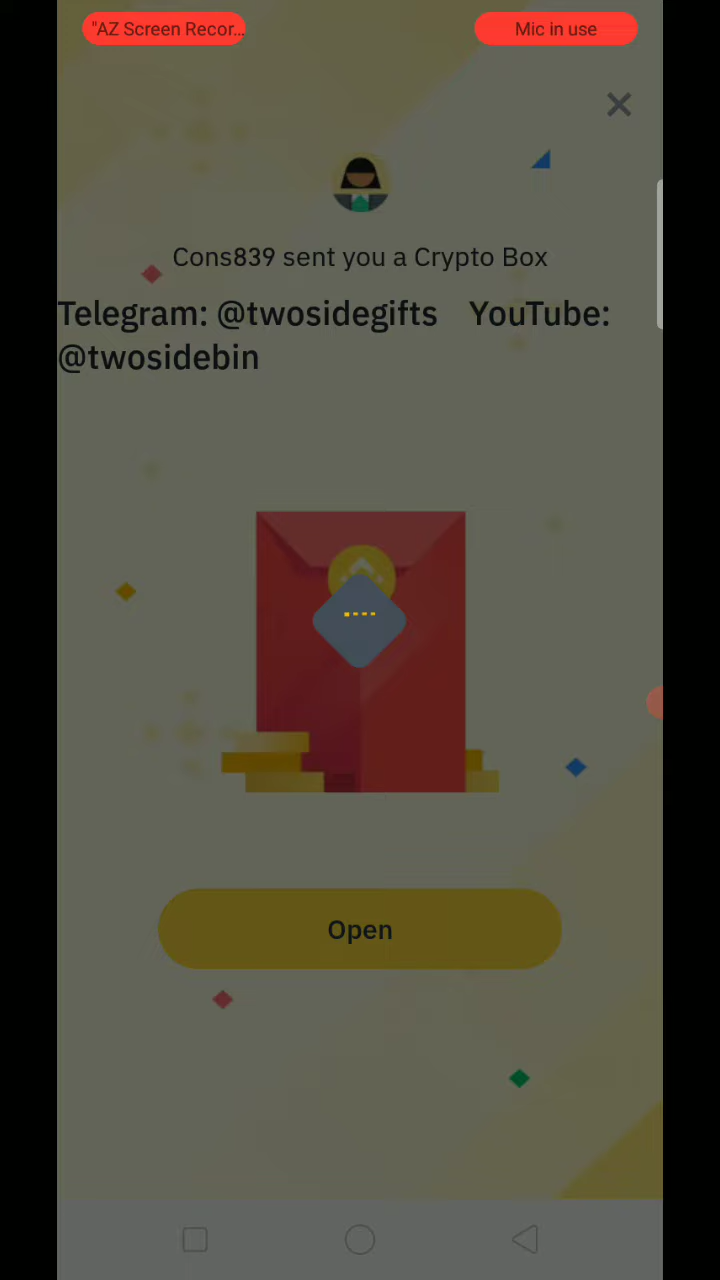 "AZ Screen Recor... Mic in use
Cons839 sent you a Crypto Box
Telegram: @twosidegifts YouTube:
@twosidebin
Open